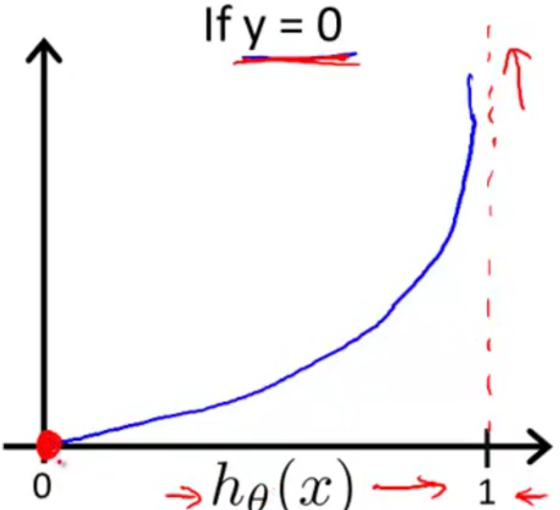 If y = 0
0 → hθ(x) → 1 ←